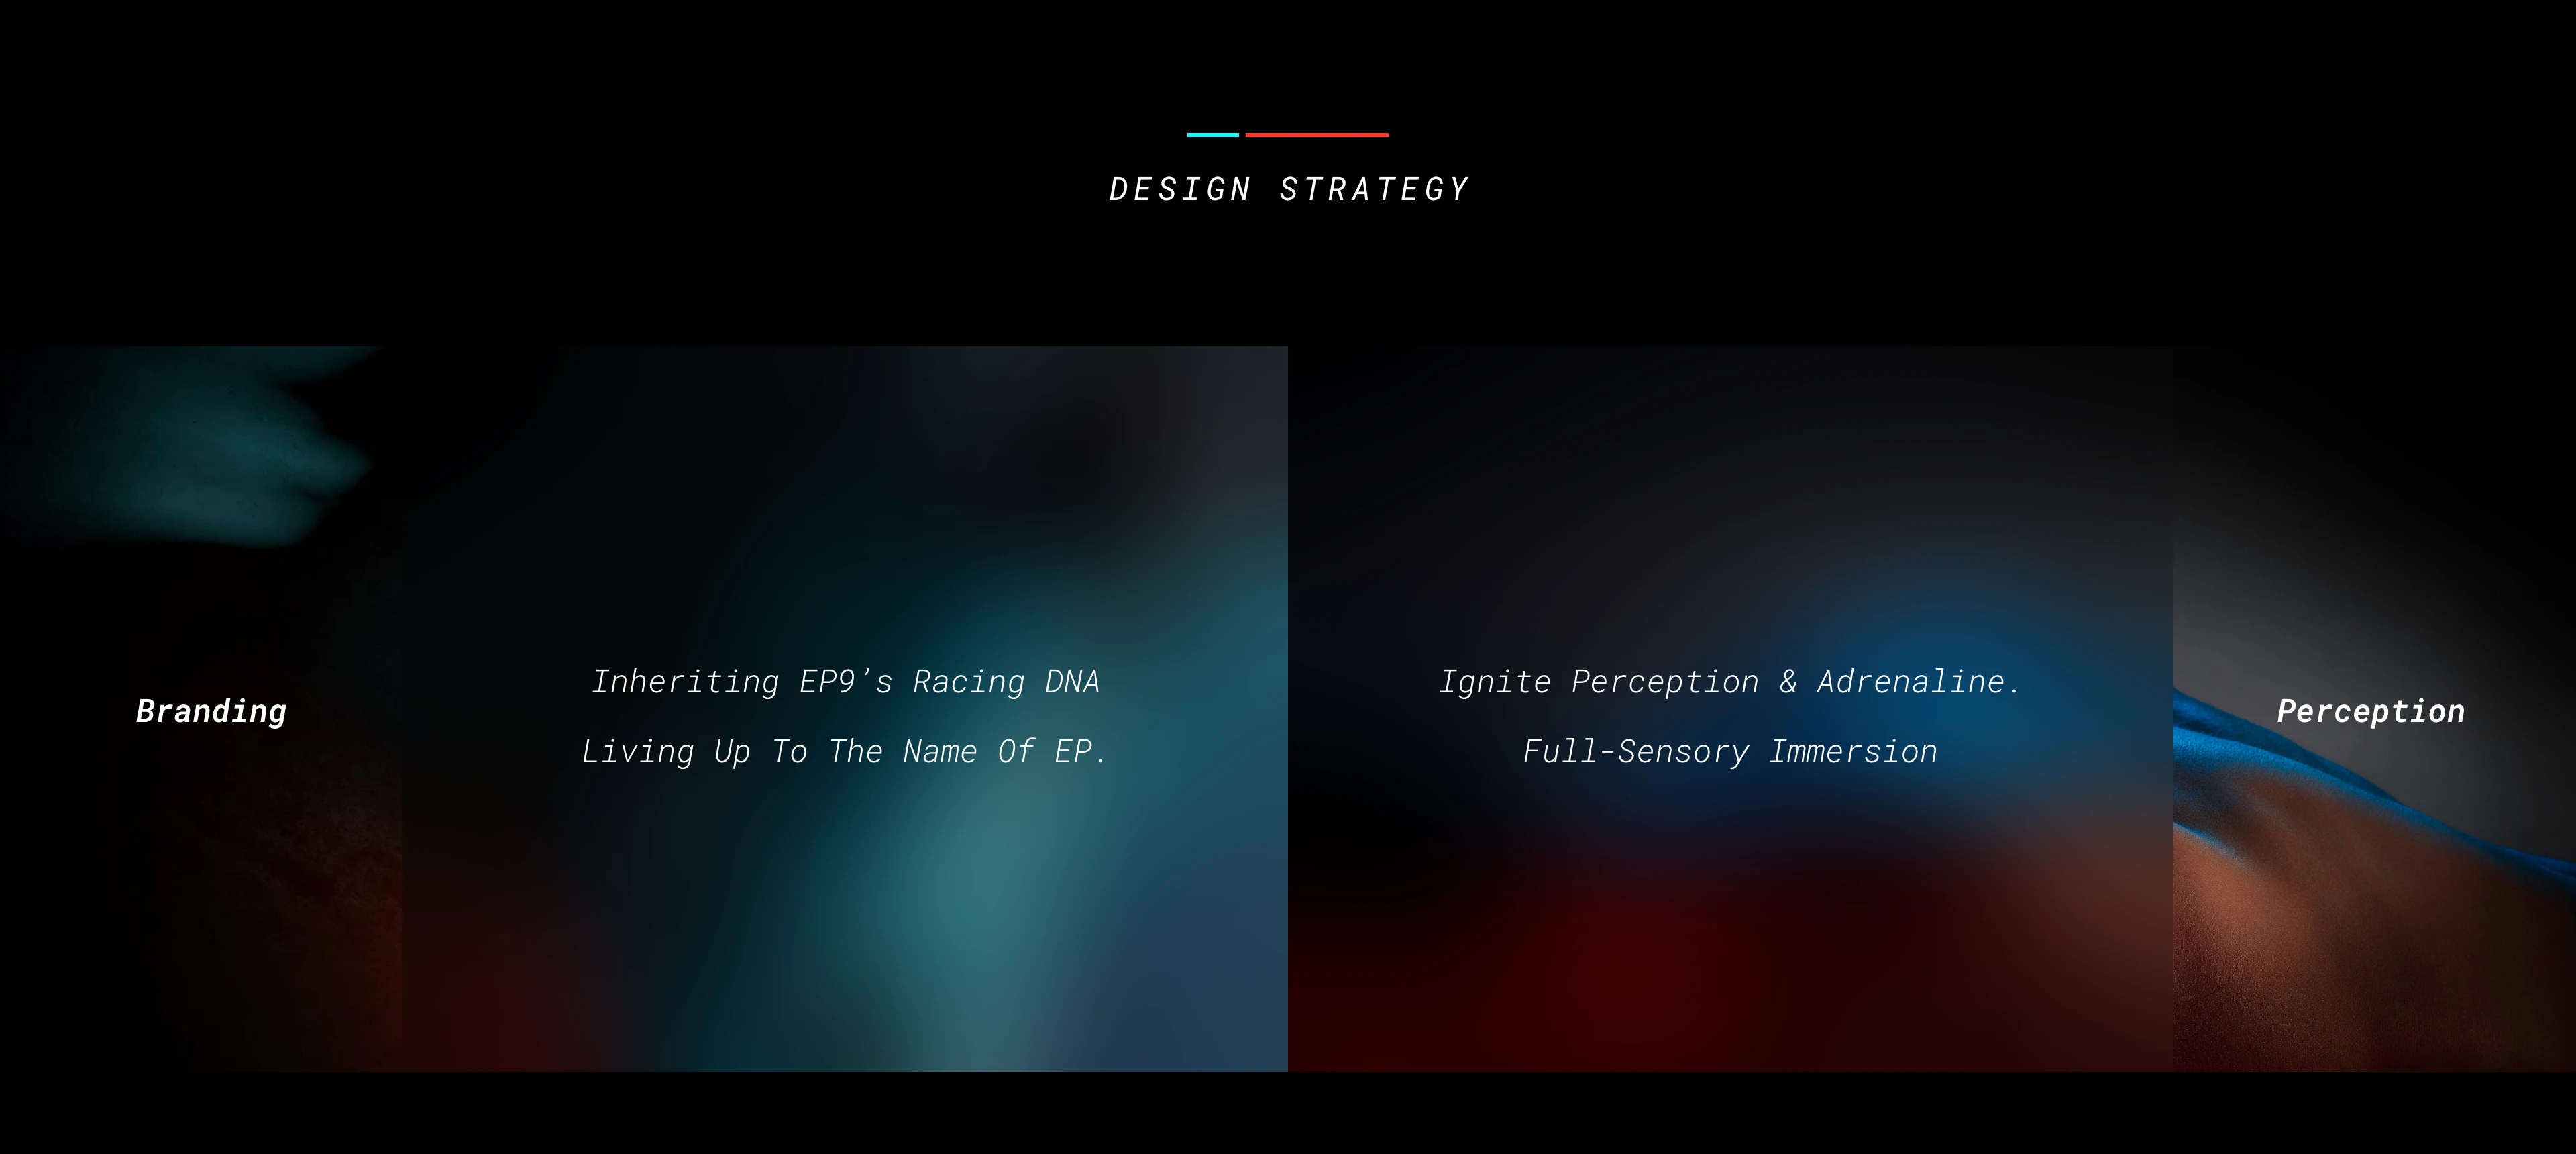 DESIGN STRATEGY
Branding
Inheriting EP9’s Racing DNA
Living Up To The Name Of EP.
Ignite Perception & Adrenaline.
Full-Sensory Immersion
Perception